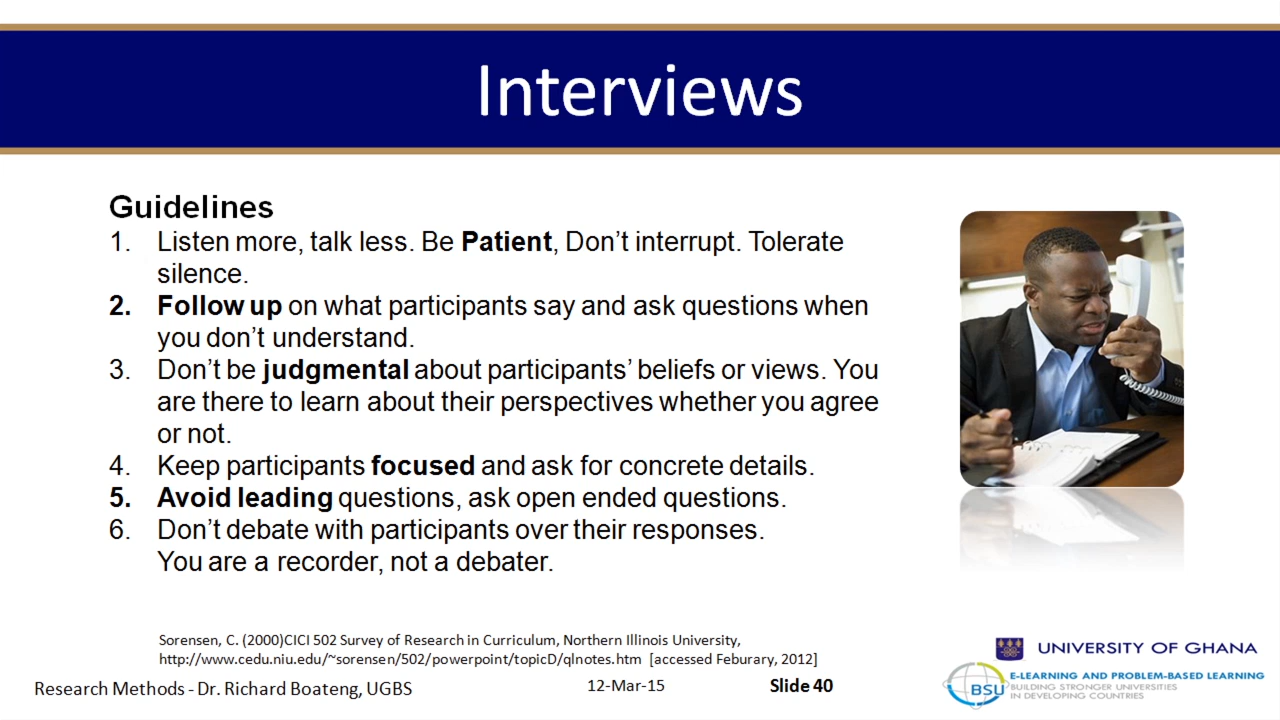 Interviews
Guidelines
1. Listen more, talk less. Be Patient, Don’t interrupt. Tolerate
silence.
2. Follow up on what participants say and ask questions when
you don’t understand.
3. Don’t be judgmental about participants’ beliefs or views. You
are there to learn about their perspectives whether you agree
or not.
4. Keep participants focused and ask for concrete details.
5. Avoid leading questions, ask open ended questions.
6. Don’t debate with participants over their responses.
You are a recorder, not a debater.
Sorensen, C. (2000)CICI 502 Survey of Research in Curriculum, Northern Illinois University,
http://www.cedu.niu.edu/~sorensen/502/powerpoint/topicD/qlnotes.htm [accessed Feburary, 2012]
Research Methods - Dr. Richard Boateng, UGBS
12-Mar-15
Slide 40
UNIVERSITY OF GHANA
BSU
E-LEARNING AND PROBLEM-BASED LEARNING
BUILDING STRONGER UNIVERSITIES
IN DEVELOPING COUNTRIES